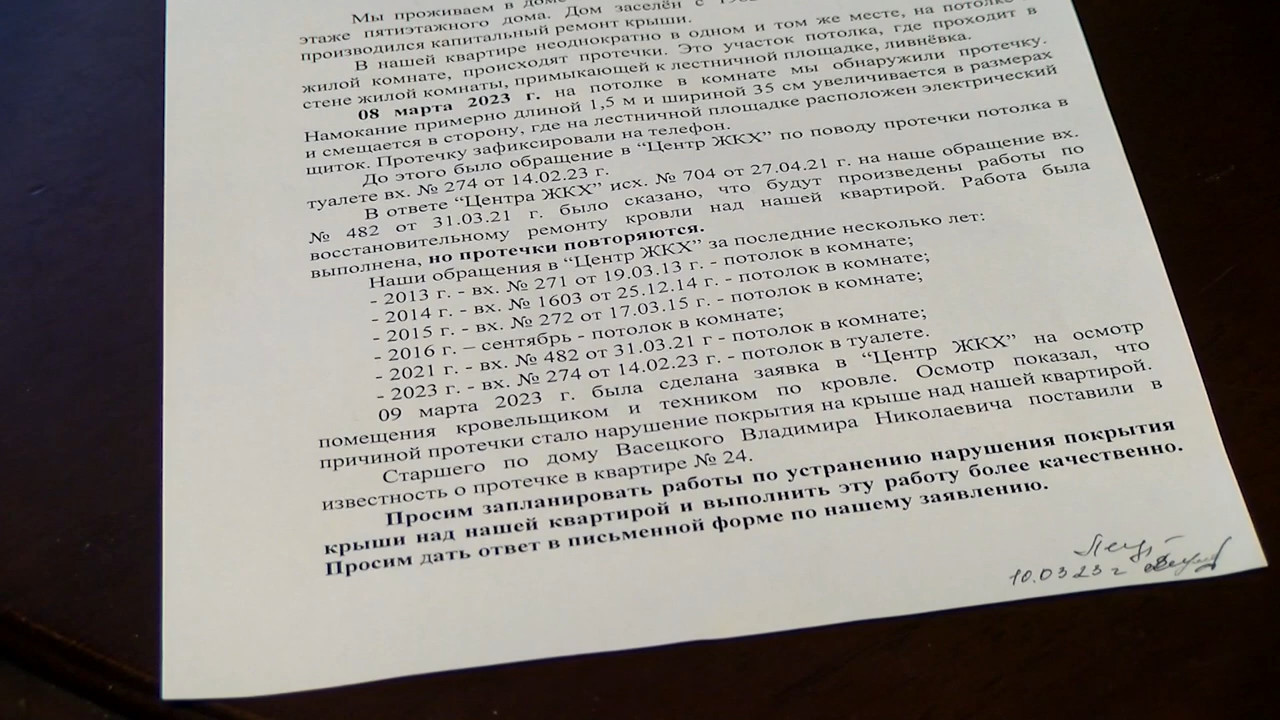 Мы проживаем в доме
этаже пятиэтажного дома. Дом заселён с
производился капитальный ремонт крыши.
В нашей квартире неоднократно в одном и том же месте, на потолке
жилой комнате, происходят протечки. Это участок потолка, где проходит в
стене жилой комнаты, примыкающей к лестничной площадке, ливнёвка.
08 марта 2023 г. на потолке в комнате мы обнаружили протечку.
Намокание примерно длиной 1,5 м и шириной 35 см увеличивается в размерах
и смещается в сторону, где на лестничной площадке расположен электрический
щиток. Протечку зафиксировали на телефон.
До этого было обращение в “Центр ЖКХ” по поводу протечки потолка в
туалете вх. № 274 от 14.02.23 г.
В ответе “Центра ЖКХ” исх. № 704 от 27.04.21 г. на наше обращение вх.
№ 482 от 31.03.21 г. было сказано, что будут произведены работы по
восстановительному ремонту кровли над нашей квартирой. Работа была
выполнена, но протечки повторяются.
Наши обращения в “Центр ЖКХ” за последние несколько лет:
- 2013 г. - вх. № 271 от 19.03.13 г. - потолок в комнате;
- 2014 г. - вх. № 1603 от 25.12.14 г. - потолок в комнате;
- 2015 г. - вх. № 272 от 17.03.15 г. - потолок в комнате;
- 2016 г. – сентябрь - потолок в комнате;
- 2021 г. - вх. № 482 от 31.03.21 г - потолок в комнате;
- 2023 г. - вх. № 274 от 14.02.23 г. - потолок в туалете.
09 марта 2023 г. была сделана заявка в “Центр ЖКХ” на осмотр
помещения кровельщиком и техником по кровле. Осмотр показал, что
причиной протечки стало нарушение покрытия на крыше над нашей квартирой.
Старшего по дому Васецкого Владимира Николаевича поставили в
известность о протечке в квартире № 24.
Просим запланировать работы по устранению нарушения покрытия
крыши над нашей квартирой и выполнить эту работу более качественно.
Просим дать ответ в письменной форме по нашему заявлению.
10.03 23 г